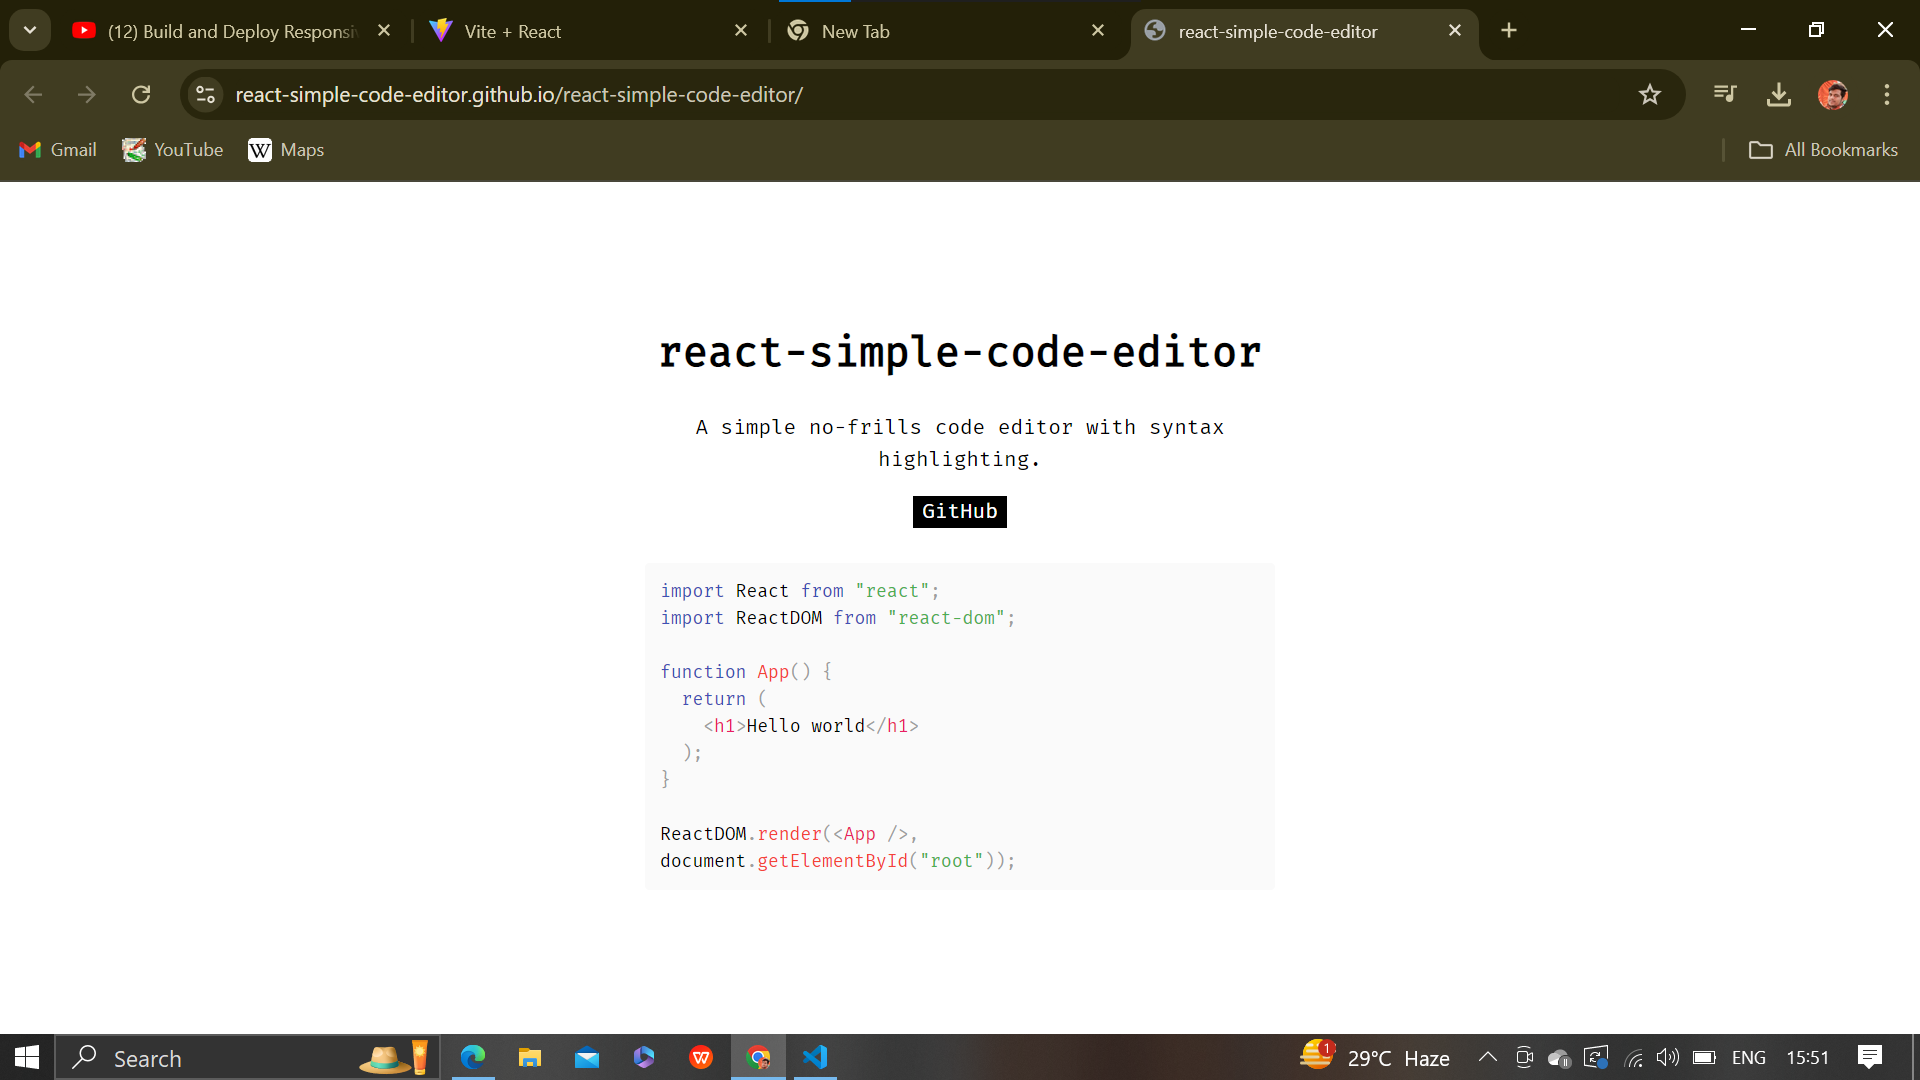 (12) Build and Deploy Responsiv
Vite + React
New Tab
react-simple-code-editor
react-simple-code-editor.github.io/react-simple-code-editor/
Gmail
YouTube
W Maps
All Bookmarks
react-simple-code-editor
A simple no-frills code editor with syntax
highlighting.
GitHub
import React from "react";
import ReactDOM from "react-dom";
function App() {
return (
<h1>Hello world</h1>
);
}
ReactDOM.render(<App />,
document.getElementById("root"));
Search
W
1
29°C Haze
ENG
15:51